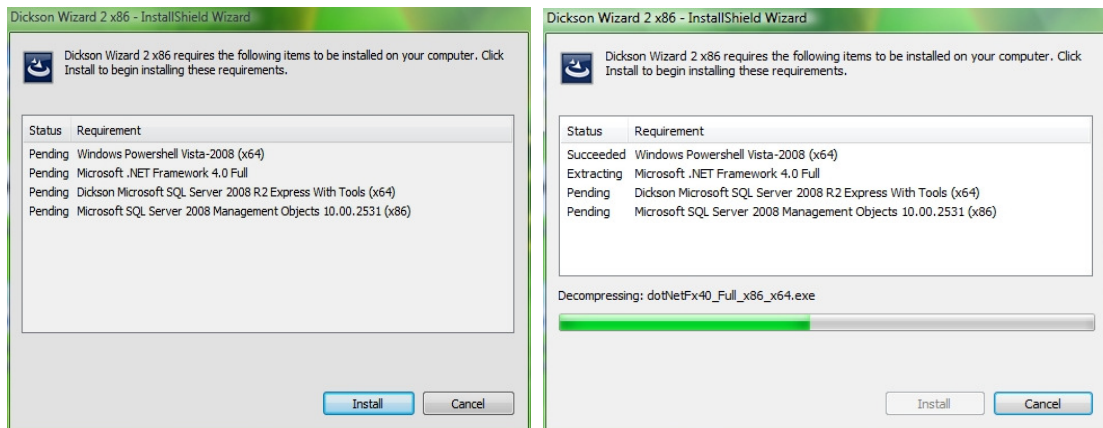 Dickson Wizard 2 x86 - InstallShield Wizard
Dickson Wizard 2 x86 requires the following items to be installed on your computer. Click
Install to begin installing these requirements.
Status Requirement
Pending Windows Powershell Vista-2008 (x64)
Pending Microsoft .NET Framework 4.0 Full
Pending Dickson Microsoft SQL Server 2008 R2 Express With Tools (x64)
Pending Microsoft SQL Server 2008 Management Objects 10.00.2531 (x86)
Install Cancel
Dickson Wizard 2 x86 - InstallShield Wizard
Dickson Wizard 2 x86 requires the following items to be installed on your computer. Click
Install to begin installing these requirements.
Status Requirement
Succeeded Windows Powershell Vista-2008 (x64)
Extracting Microsoft .NET Framework 4.0 Full
Pending Dickson Microsoft SQL Server 2008 R2 Express With Tools (x64)
Pending Microsoft SQL Server 2008 Management Objects 10.00.2531 (x86)
Decompressing: dotNetFx40_Full_x86_x64.exe
Install Cancel